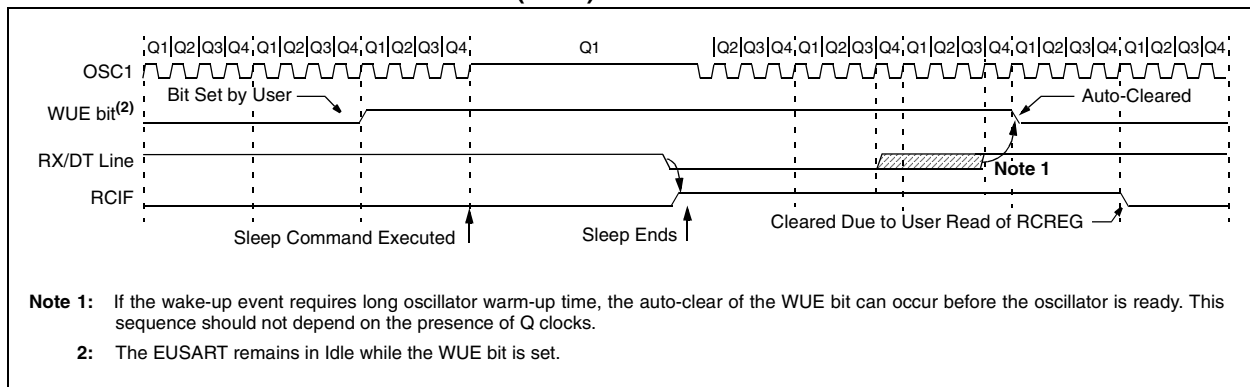 Q1 Q2 Q3 Q4 Q1 Q2 Q3 Q4 Q1 Q2 Q3 Q4 Q1 Q2 Q3 Q4 Q1 Q2 Q3 Q4 Q1 Q2 Q3 Q4 Q1 Q2 Q3 Q4 Q1 Q2 Q3 Q4
OSC1
Bit Set by User
Auto-Cleared
WUE bit(2)
RX/DT Line
Note 1
RCIF
Cleared Due to User Read of RCREG
Sleep Command Executed
Sleep Ends
Note 1: If the wake-up event requires long oscillator warm-up time, the auto-clear of the WUE bit can occur before the oscillator is ready. This
sequence should not depend on the presence of Q clocks.
2: The EUSART remains in Idle while the WUE bit is set.